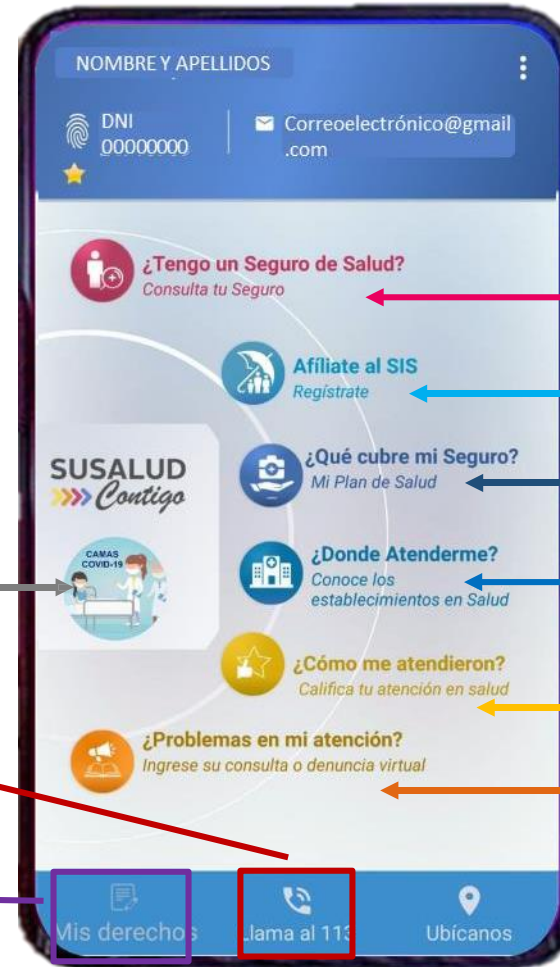 NOMBRE Y APELLIDOS
DNI
00000000
Correoelectrónico@gmail
.com
¿Tengo un Seguro de Salud?
Consulta tu Seguro
Afíliate al SIS
Regístrate
¿Qué cubre mi Seguro?
Mi Plan de Salud
SUSALUD
Contigo
CAMAS
COVID-19
¿Donde Atenderme?
Conoce los
establecimientos en Salud
¿Cómo me atendieron?
Califica tu atención en salud
¿Problemas en mi atención?
Ingrese su consulta o denuncia virtual
Mis derechos
Llama al 113
Ubícanos